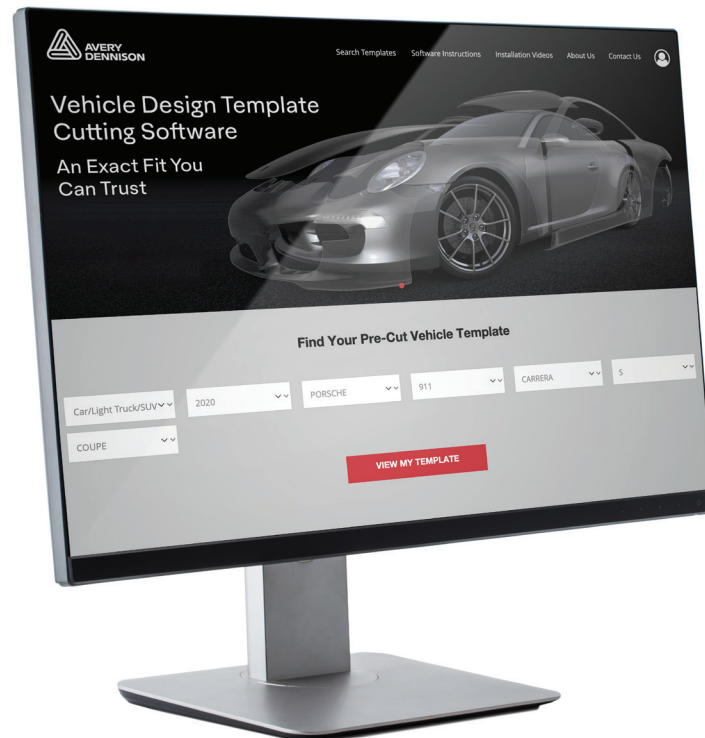 AVERY
DENNISON
Search Templates Software Instructions Installation Videos About Us Contact Us
Vehicle Design Template
Cutting Software
An Exact Fit You
Can Trust
Find Your Pre-Cut Vehicle Template
Car/Light Truck/SUV 2020 PORSCHE 911 CARRERA S
COUPE
VIEW MY TEMPLATE